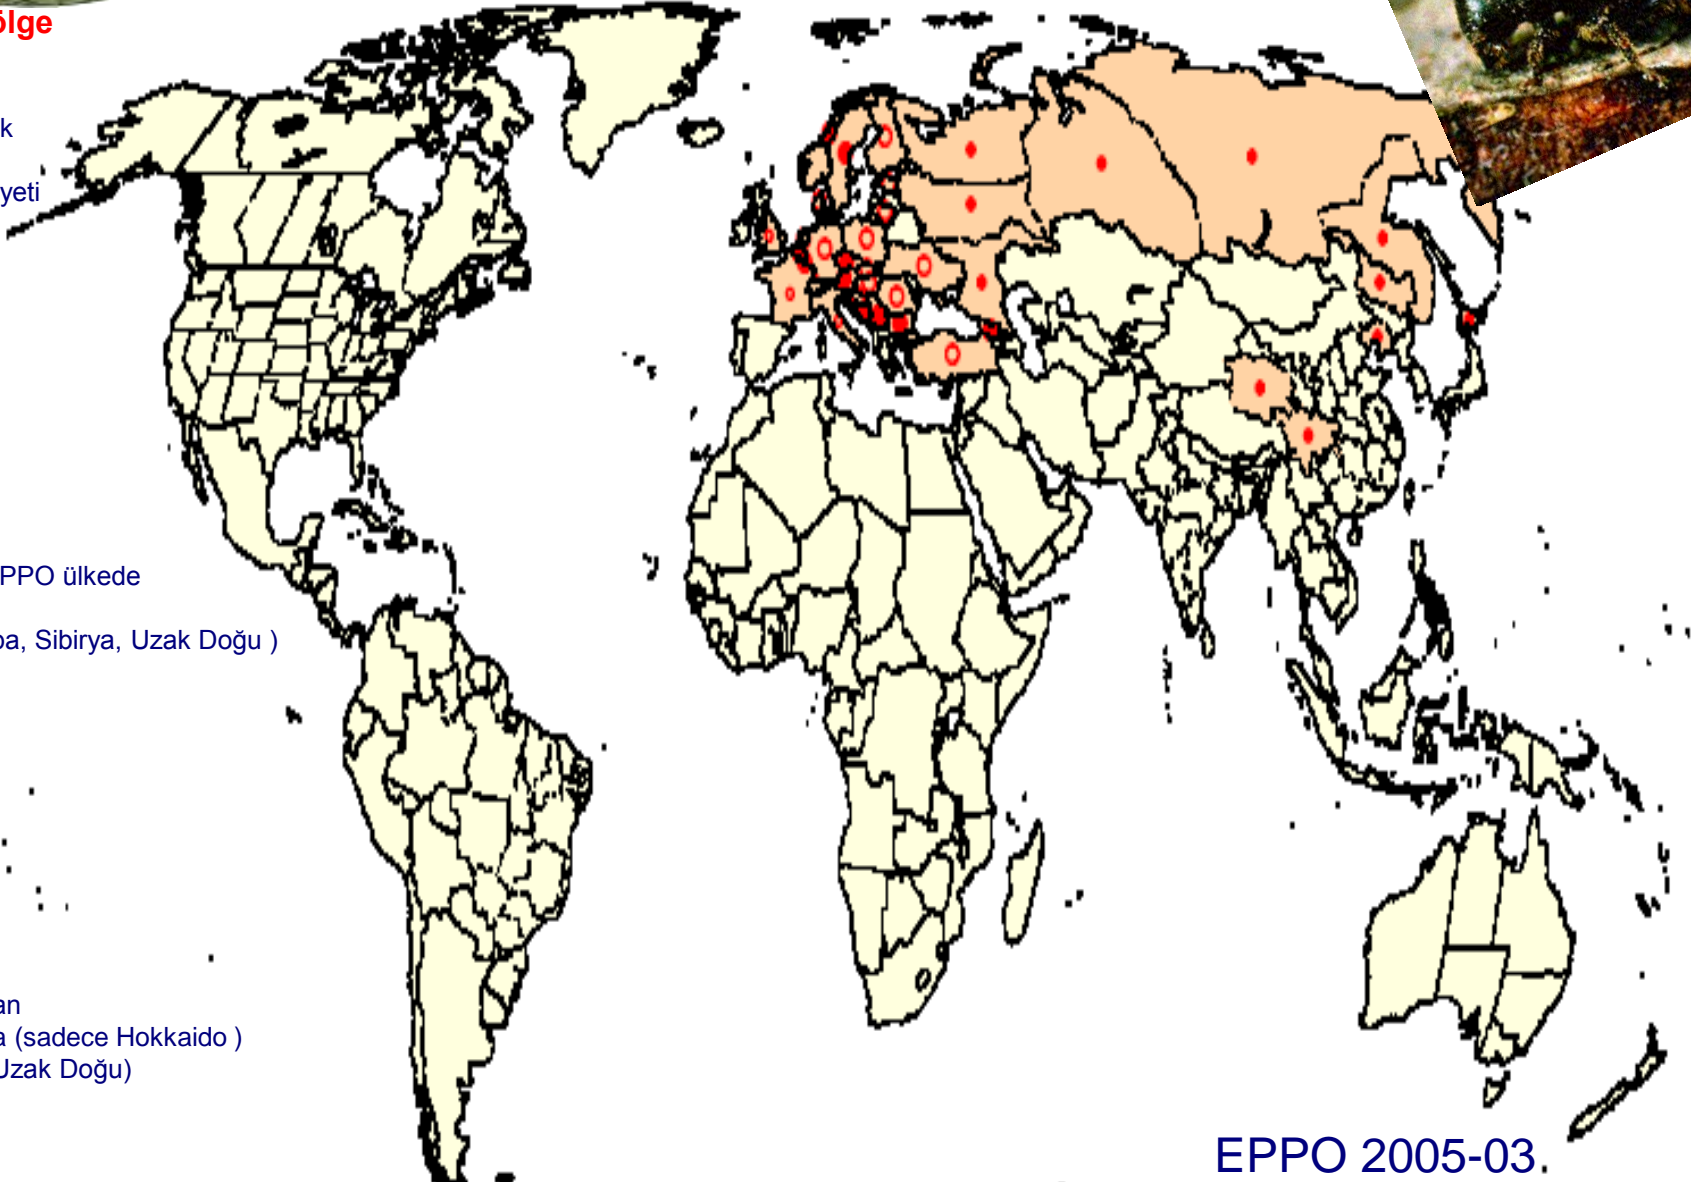 ölge
k
yeti
PPO ülkede
pa, Sibirya, Uzak Doğu )
an
a (sadece Hokkaido )
Uzak Doğu)
EPPO 2005-03.